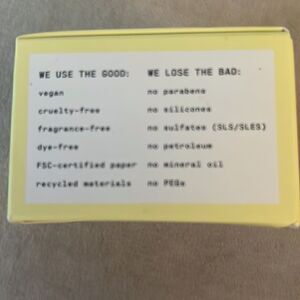 WE USE THE GOOD: WE LOSE THE BAD:
vegan no parabens
cruelty-free no silicones
fragrance-free no sulfates (SLS/SLES)
dye-free no petroleum
FSC-certified paper no mineral oil
recycled materials no PEGs